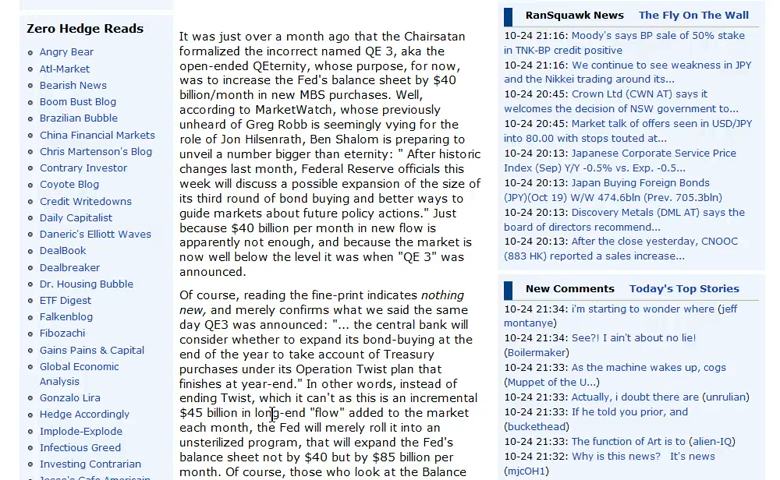 Zero Hedge Reads
Angry Bear
Atl-Market
Bearish News
Boom Bust Blog
Brazilian Bubble
China Financial Markets
Chris Martenson's Blog
Contrary Investor
Coyote Blog
Credit Writedowns
Daily Capitalist
Daneric's Elliott Waves
DealBook
Dealbreaker
Dr. Housing Bubble
ETF Digest
Falkenblog
Fibozachi
Gains Pains & Capital
Global Economic
Analysis
Gonzalo Lira
Hedge Accordingly
Implode-Explode
Infectious Greed
Investing Contrarian
Jesse's Cafe Americain
It was just over a month ago that the Chairsatan
formalized the incorrect named QE 3, aka the
open-ended QEternity, whose purpose, for now,
was to increase the Fed's balance sheet by $40
billion/month in new MBS purchases. Well,
according to MarketWatch, whose previously
unheard of Greg Robb is seemingly vying for the
role of Jon Hilsenrath, Ben Shalom is preparing to
unveil a number bigger than eternity: " After historic
changes last month, Federal Reserve officials this
week will discuss a possible expansion of the size of
its third round of bond buying and better ways to
guide markets about future policy actions." Just
because $40 billion per month in new flow is
apparently not enough, and because the market is
now well below the level it was when "QE 3" was
announced.
Of course, reading the fine-print indicates nothing
new, and merely confirms what we said the same
day QE3 was announced: "... the central bank will
consider whether to expand its bond-buying at the
end of the year to take account of Treasury
purchases under its Operation Twist plan that
finishes at year-end." In other words, instead of
ending Twist, which it can't as this is an incremental
$45 billion in long-end "flow" added to the market
each month, the Fed will merely roll it into an
unsterilized program, that will expand the Fed's
balance sheet not by $40 but by $85 billion per
month. Of course, those who look at the Balance
RanSquawk News The Fly On The Wall
10-24 21:16: Moody's says BP sale of 50% stake
in TNK-BP credit positive
10-24 21:16: We continue to see weakness in JPY
and the Nikkei trading around its...
10-24 20:45: Crown Ltd (CWN AT) says it
welcomes the decision of NSW government to...
10-24 20:45: Market talk of offers seen in USD/JPY
into 80.00 with stops touted at...
10-24 20:13: Japanese Corporate Service Price
Index (Sep) Y/Y -0.5% vs. Exp. -0.5...
10-24 20:13: Japan Buying Foreign Bonds
(JPY)(Oct 19) W/W 474.6bln (Prev. 705.3bln)
10-24 20:13: Discovery Metals (DML AT) says the
board of directors recommend...
10-24 20:13: After the close yesterday, CNOOC
(883 HK) reported a sales increase...
New Comments Today's Top Stories
10-24 21:34: i'm starting to wonder where (jeff
montanye)
10-24 21:34: See?! I ain't about no lie!
(Boilermaker)
10-24 21:33: As the machine wakes up, cogs
(Muppet of the U...)
10-24 21:33: Actually, i doubt there are (unrulian)
10-24 21:33: If he told you prior, and
(buckethead)
10-24 21:33: The function of Art is to (alien-IQ)
10-24 21:32: Why is this news? It's news
(mjcOH1)